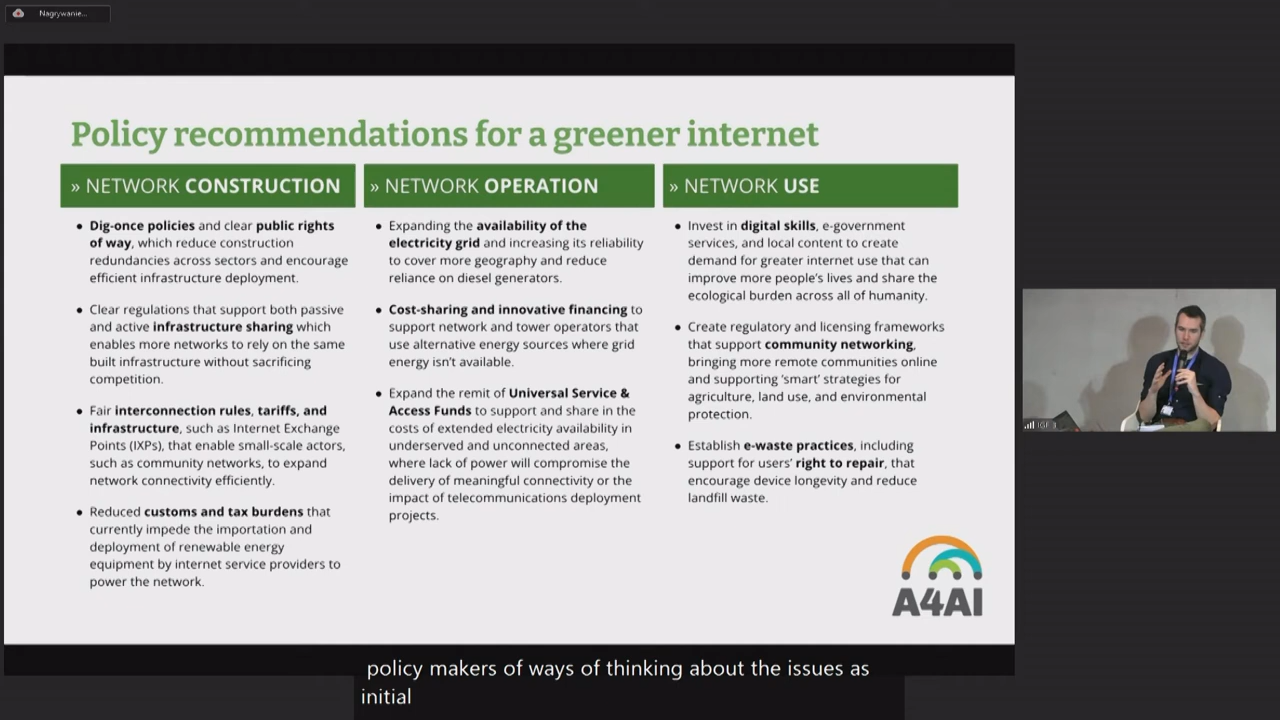 Nagrywanie...
Policy recommendations for a greener internet
» NETWORK CONSTRUCTION
• Dig-once policies and clear public rights
of way, which reduce construction
redundancies across sectors and encourage
efficient infrastructure deployment.
• Clear regulations that support both passive
and active infrastructure sharing which
enables more networks to rely on the same
built infrastructure without sacrificing
competition.
• Fair interconnection rules, tariffs, and
infrastructure, such as Internet Exchange
Points (IXPs), that enable small-scale actors,
such as community networks, to expand
network connectivity efficiently.
• Reduced customs and tax burdens that
currently impede the importation and
deployment of renewable energy
equipment by internet service providers to
power the network.
» NETWORK OPERATION
• Expanding the availability of the
electricity grid and increasing its reliability
to cover more geography and reduce
reliance on diesel generators.
• Cost-sharing and innovative financing to
support network and tower operators that
use alternative energy sources where grid
energy isn't available.
• Expand the remit of Universal Service &
Access Funds to support and share in the
costs of extended electricity availability in
underserved and unconnected areas,
where lack of power will compromise the
delivery of meaningful connectivity or the
impact of telecommunications deployment
projects.
» NETWORK USE
• Invest in digital skills, e-government
services, and local content to create
demand for greater internet use that can
improve more people's lives and share the
ecological burden across all of humanity.
• Create regulatory and licensing frameworks
that support community networking,
bringing more remote communities online
and supporting 'smart' strategies for
agriculture, land use, and environmental
protection.
• Establish e-waste practices, including
support for users' right to repair, that
encourage device longevity and reduce
landfill waste.
A4AI
policy makers of ways of thinking about the issues as
initial